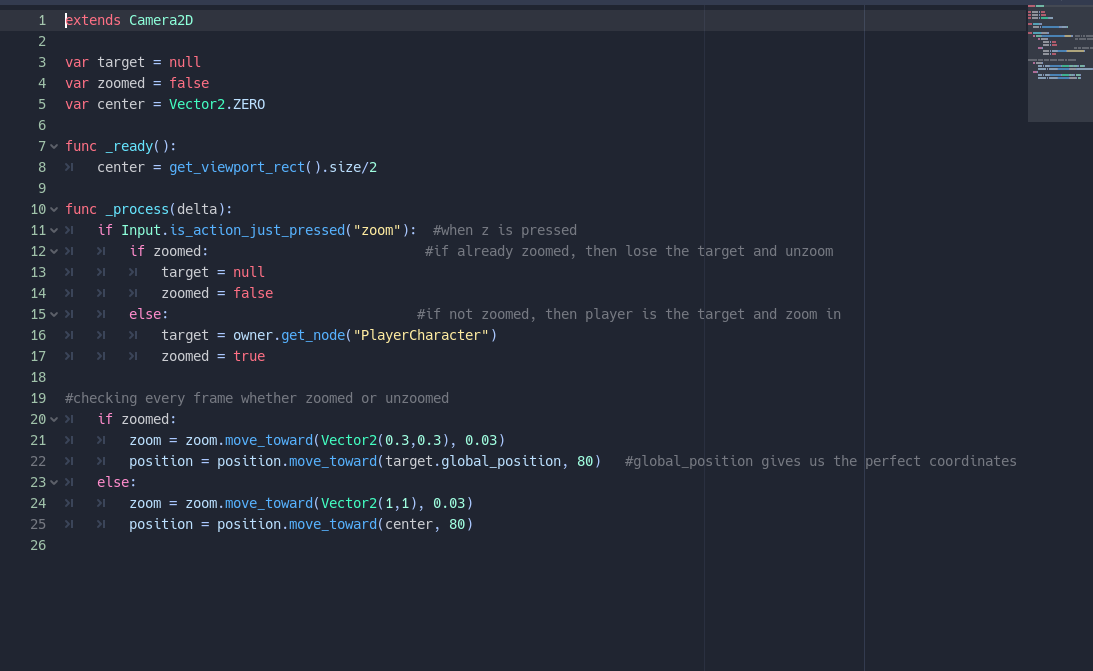 1 extends Camera2D
2
3 var target = null
4 var zoomed = false
5 var center = Vector2.ZERO
6
7 func _ready():
8 center = get_viewport_rect().size/2
9
10 func _process(delta):
11 if Input.is_action_just_pressed("zoom"): #when z is pressed
12 if zoomed: #if already zoomed, then lose the target and unzoom
13 target = null
14 zoomed = false
15 else: #if not zoomed, then player is the target and zoom in
16 target = owner.get_node("PlayerCharacter")
17 zoomed = true
18
19 #checking every frame whether zoomed or unzoomed
20 if zoomed:
21 zoom = zoom.move_toward(Vector2(0.3,0.3), 0.03)
22 position = position.move_toward(target.global_position, 80) #global_position gives us the perfect coordinates
23 else:
24 zoom = zoom.move_toward(Vector2(1,1), 0.03)
25 position = position.move_toward(center, 80)
26